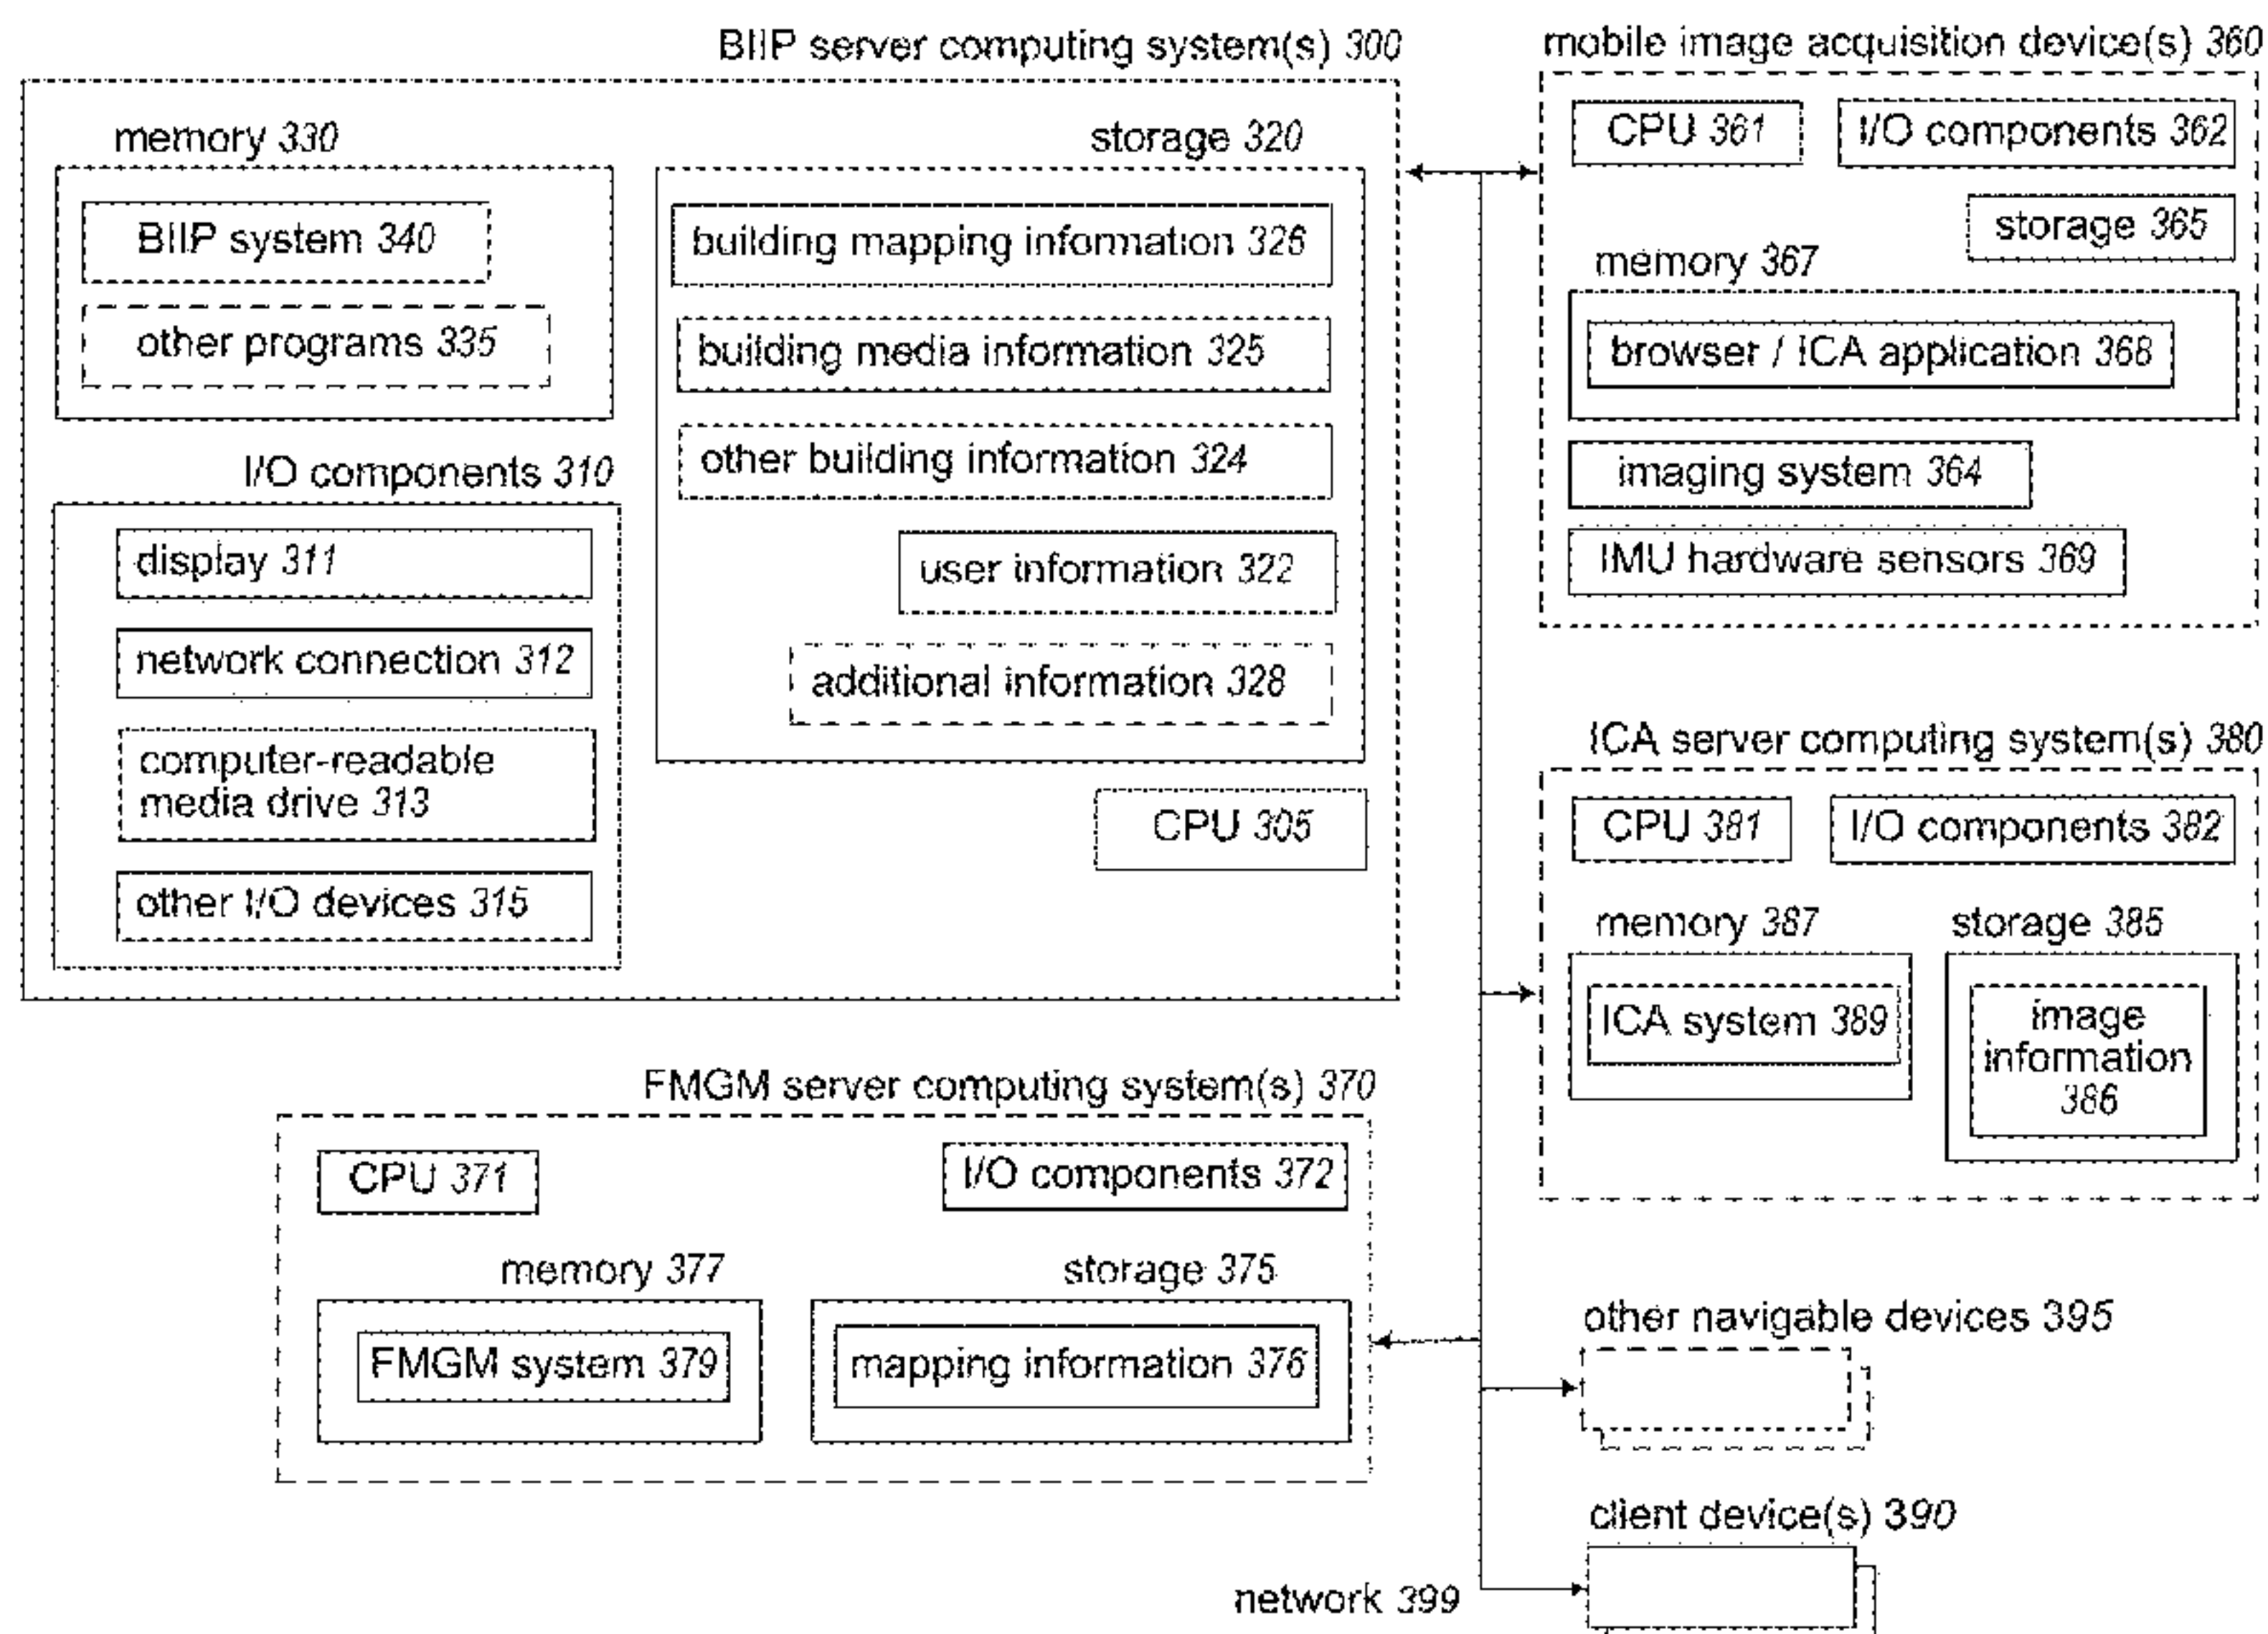 BIIP server computing system(s) 300
memory 330
BIIP system 340
other programs 335
I/O components 310
display 311
network connection 312
computer-readable
media drive 313
other I/O devices 315
storage 320
building mapping information 326
building media information 325
other building information 324
user information 322
additional information 328
CPU 305
mobile image acquisition device(s) 360
CPU 361
I/O components 362
storage 365
memory 367
browser / ICA application 368
imaging system 364
IMU hardware sensors 369
ICA server computing system(s) 380
CPU 381
I/O components 382
memory 387
ICA system 389
storage 385
image
information
386
FMGM server computing system(s) 370
CPU 371
I/O components 372
memory 377
FMGM system 379
storage 375
mapping information 376
other navigable devices 395
client device(s) 390
network 399